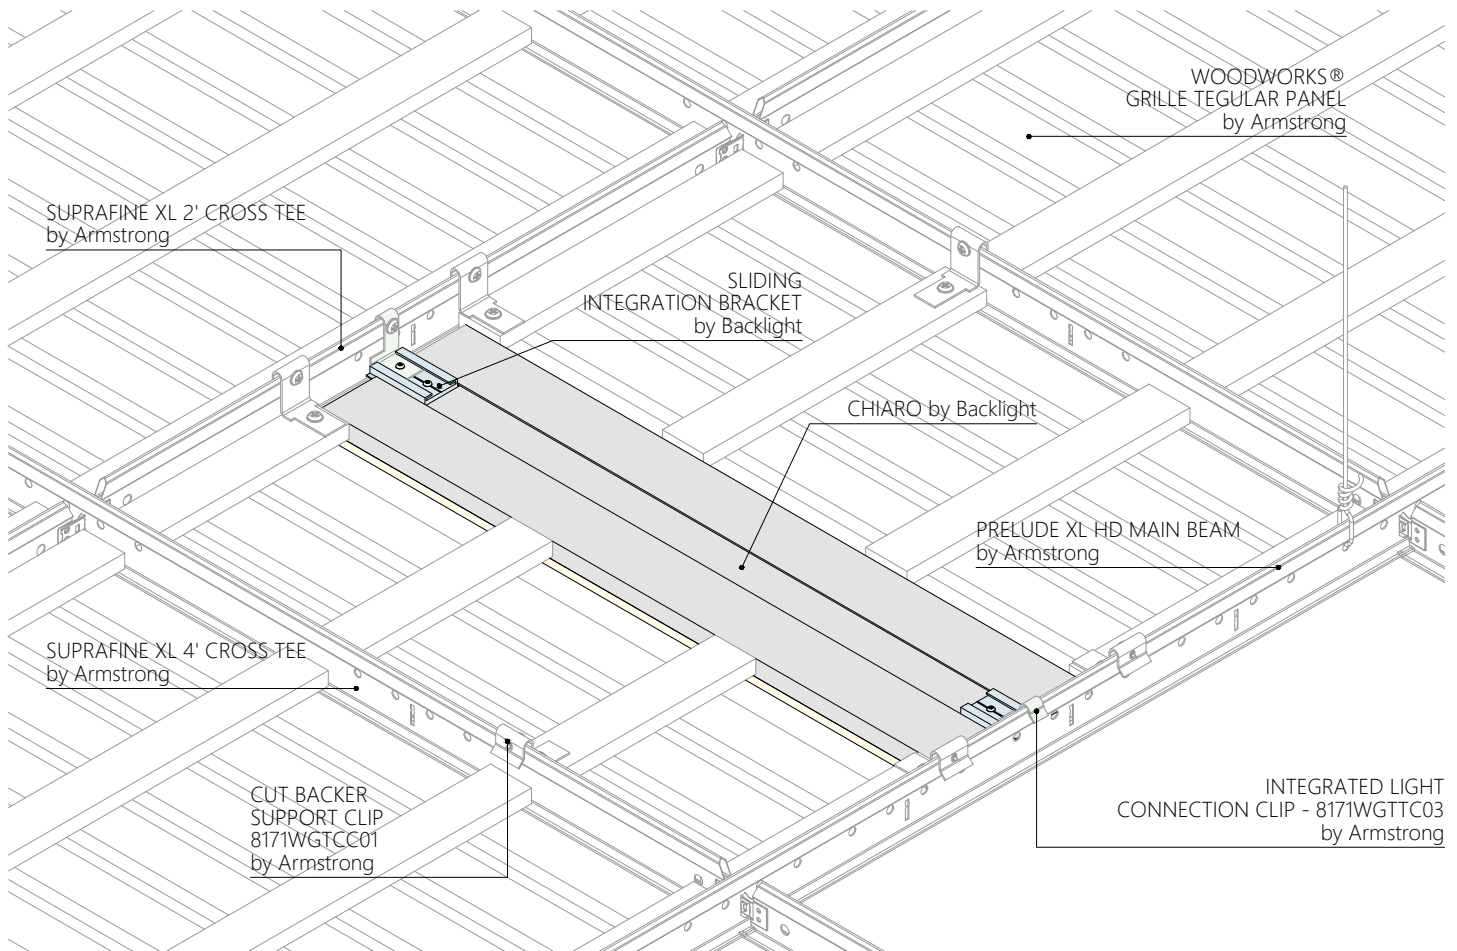 WOODWORKS®
GRILLE TEGULAR PANEL
by Armstrong
SUPRAFINE XL 2' CROSS TEE
by Armstrong
SLIDING
INTEGRATION BRACKET
by Backlight
CHIARO by Backlight
PRELUDE XL HD MAIN BEAM
by Armstrong
SUPRAFINE XL 4' CROSS TEE
by Armstrong
CUT BACKER
SUPPORT CLIP
8171WGTCC01
by Armstrong
INTEGRATED LIGHT
CONNECTION CLIP - 8171WGTTC03
by Armstrong